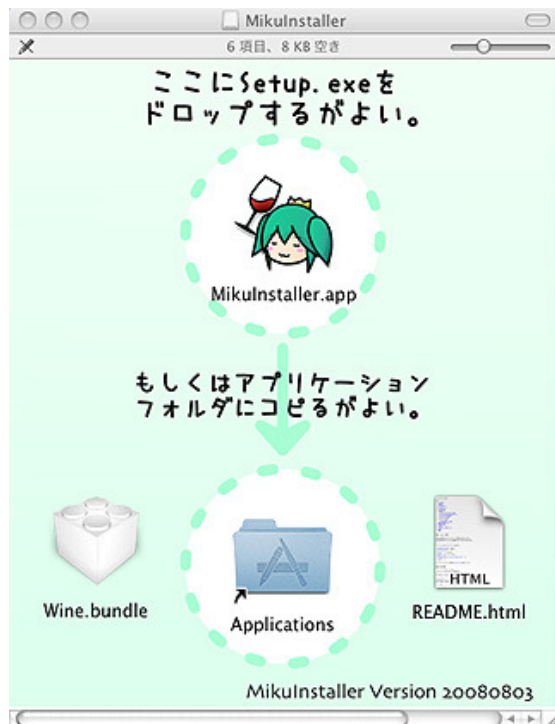 MikuInstaller
6 項目、8 KB 空き
ここにSetup.exeを
ドロップするがよい。
MikuInstaller.app
もしくはアプリケーション
フォルダにコピるがよい。
Wine.bundle
Applications
HTML
README.html
MikuInstaller Version 20080803